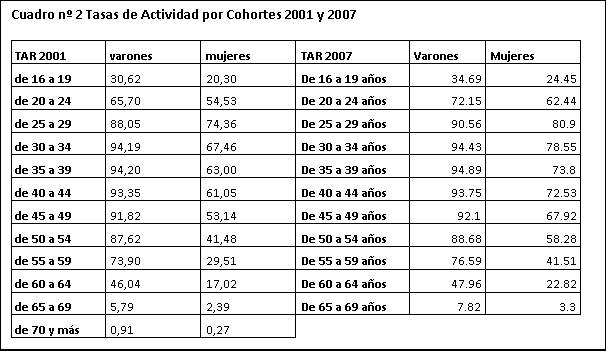 Cuadro nº 2 Tasas de Actividad por Cohortes 2001 y 2007
TAR 2001 varones mujeres TAR 2007 Varones Mujeres
de 16 a 19 30,62 20,30 De 16 a 19 años 34.69 24.45
de 20 a 24 65,70 54,53 De 20 a 24 años 72.15 62.44
de 25 a 29 88,05 74,36 De 25 a 29 años 90.56 80.9
de 30 a 34 94,19 67,46 De 30 a 34 años 94.43 78.55
de 35 a 39 94,20 63,00 De 35 a 39 años 94.89 73.8
de 40 a 44 93,35 61,05 De 40 a 44 años 93.75 72.53
de 45 a 49 91,82 53,14 De 45 a 49 años 92.1 67.92
de 50 a 54 87,62 41,48 De 50 a 54 años 88.68 58.28
de 55 a 59 73,90 29,51 De 55 a 59 años 76.59 41.51
de 60 a 64 46,04 17,02 De 60 a 64 años 47.96 22.82
de 65 a 69 5,79 2,39 De 65 a 69 años 7.82 3.3
de 70 y más 0,91 0,27